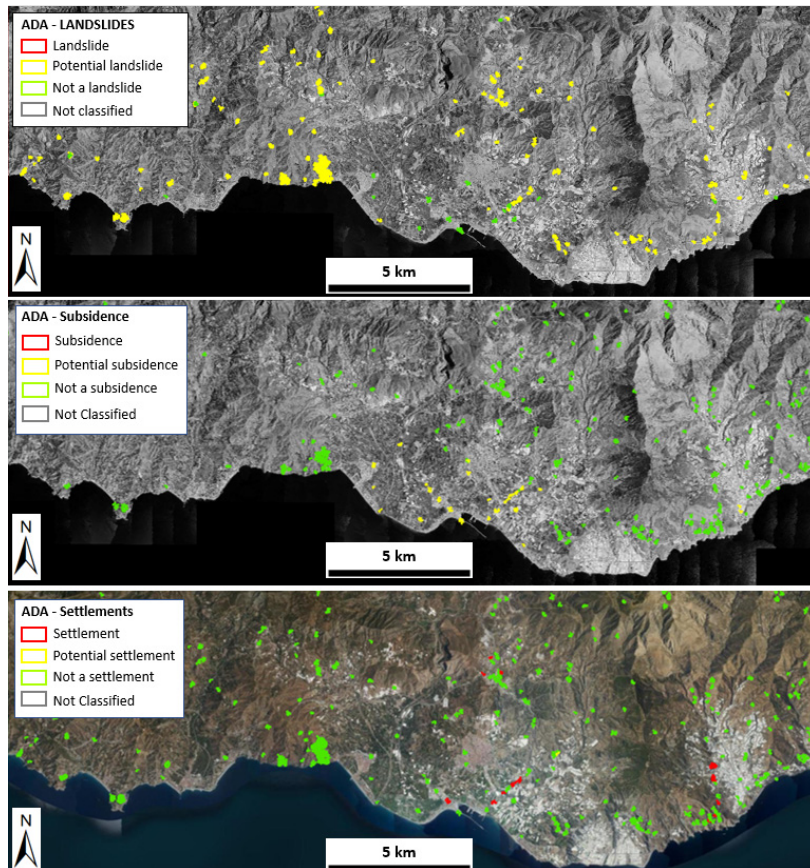 ADA - LANDSLIDES
Landslide
Potential landslide
Not a landslide
Not classified
N
5 km
ADA - Subsidence
Subsidence
Potential subsidence
Not a subsidence
Not Classified
N
5 km
ADA - Settlements
Settlement
Potential settlement
Not a settlement
Not Classified
N
5 km